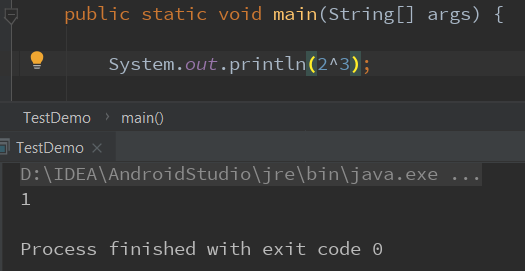 public static void main(String[] args) {
System.out.println(2^3);
TestDemo › main()
TestDemo ×
D:\IDEA\AndroidStudio\jre\bin\java.exe ...
1
Process finished with exit code 0